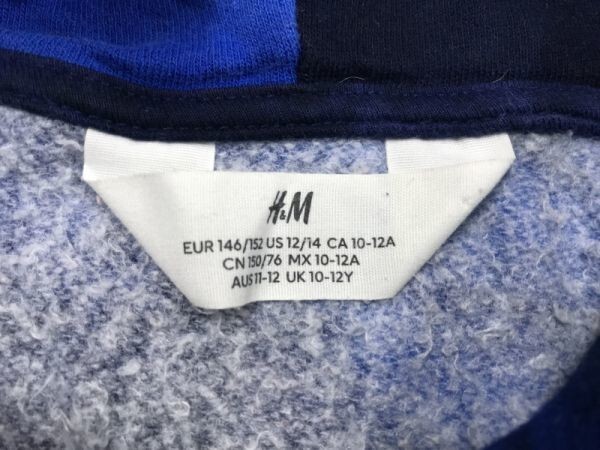 H&M
EUR 146/152 US 12/14 CA 10-12A
CN 150/76 MX 10-12A
AUS 11-12 UK 10-12Y